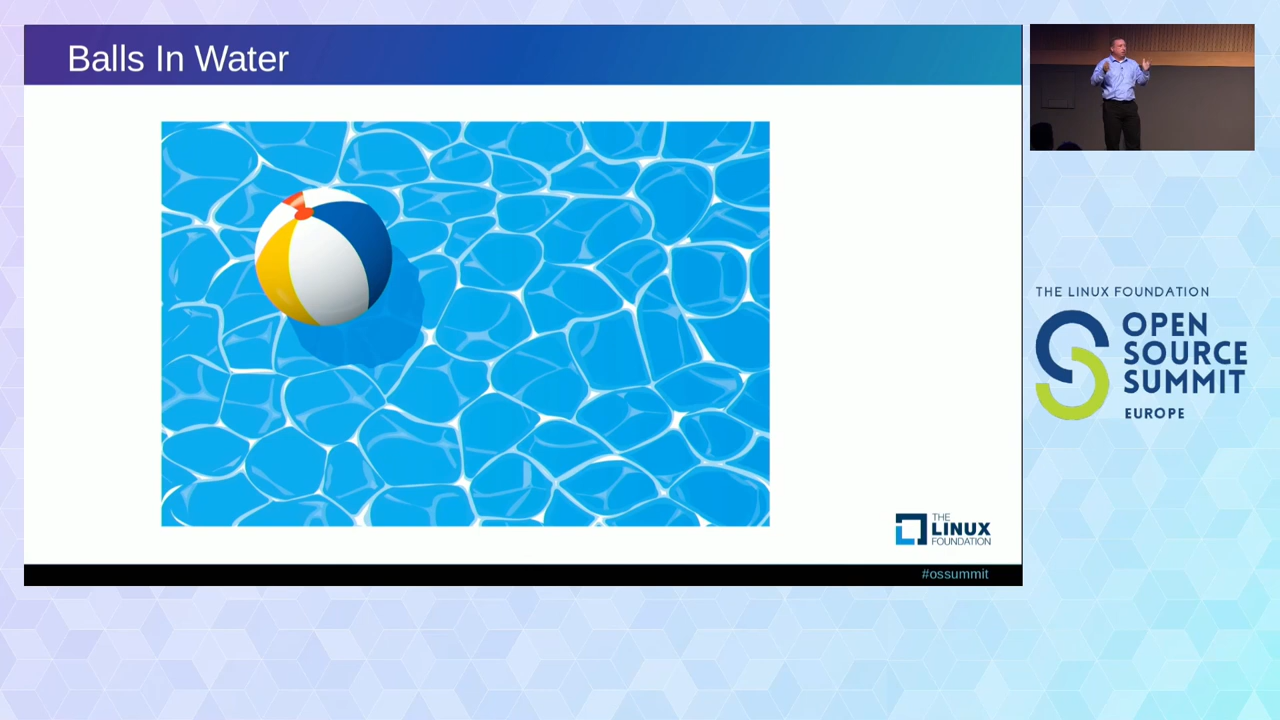 Balls In Water
THE
LINUX
FOUNDATION
#ossummit
THE LINUX FOUNDATION
OPEN
SOURCE
SUMMIT
EUROPE